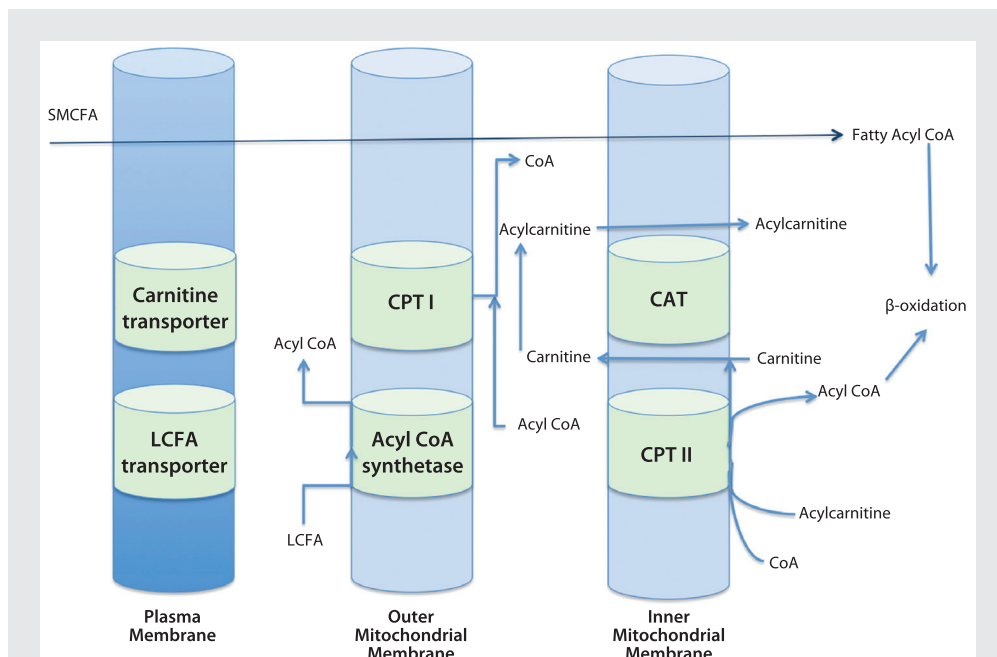 SMCFA
Fatty Acyl CoA
CoA
Acylcarnitine
Acylcarnitine
Carnitine
transporter
CPT I
CAT
β-oxidation
Acyl CoA
Carnitine
Carnitine
Acyl CoA
LCFA
transporter
Acyl CoA
synthetase
Acyl CoA
CPT II
Acylcarnitine
LCFA
CoA
Plasma
Membrane
Outer
Mitochondrial
Membrane
Inner
Mitochondrial
Membrane